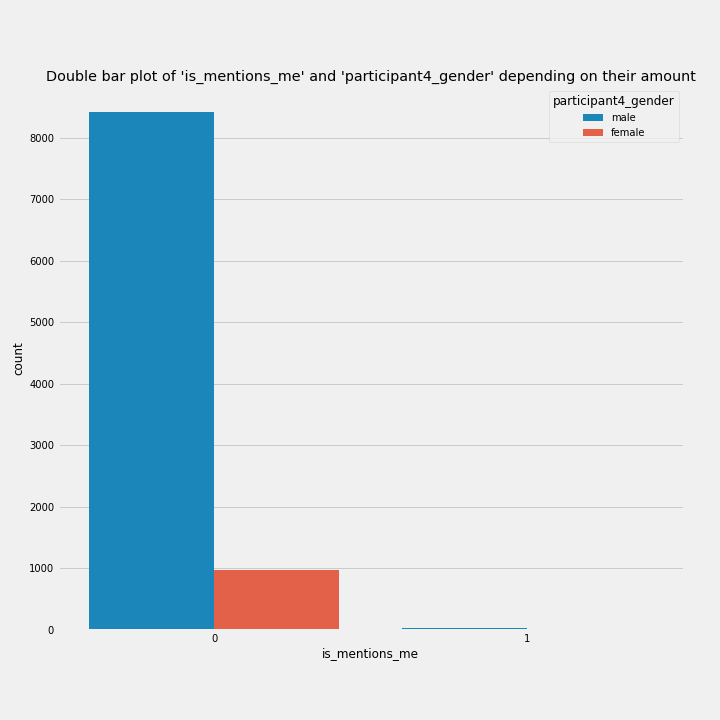 Double bar plot of 'is_mentions_me' and 'participant4_gender' depending on their amount
participant4_gender
male
female
8000
7000
6000
5000
4000
3000
2000
1000
0
count
0
1
is_mentions_me